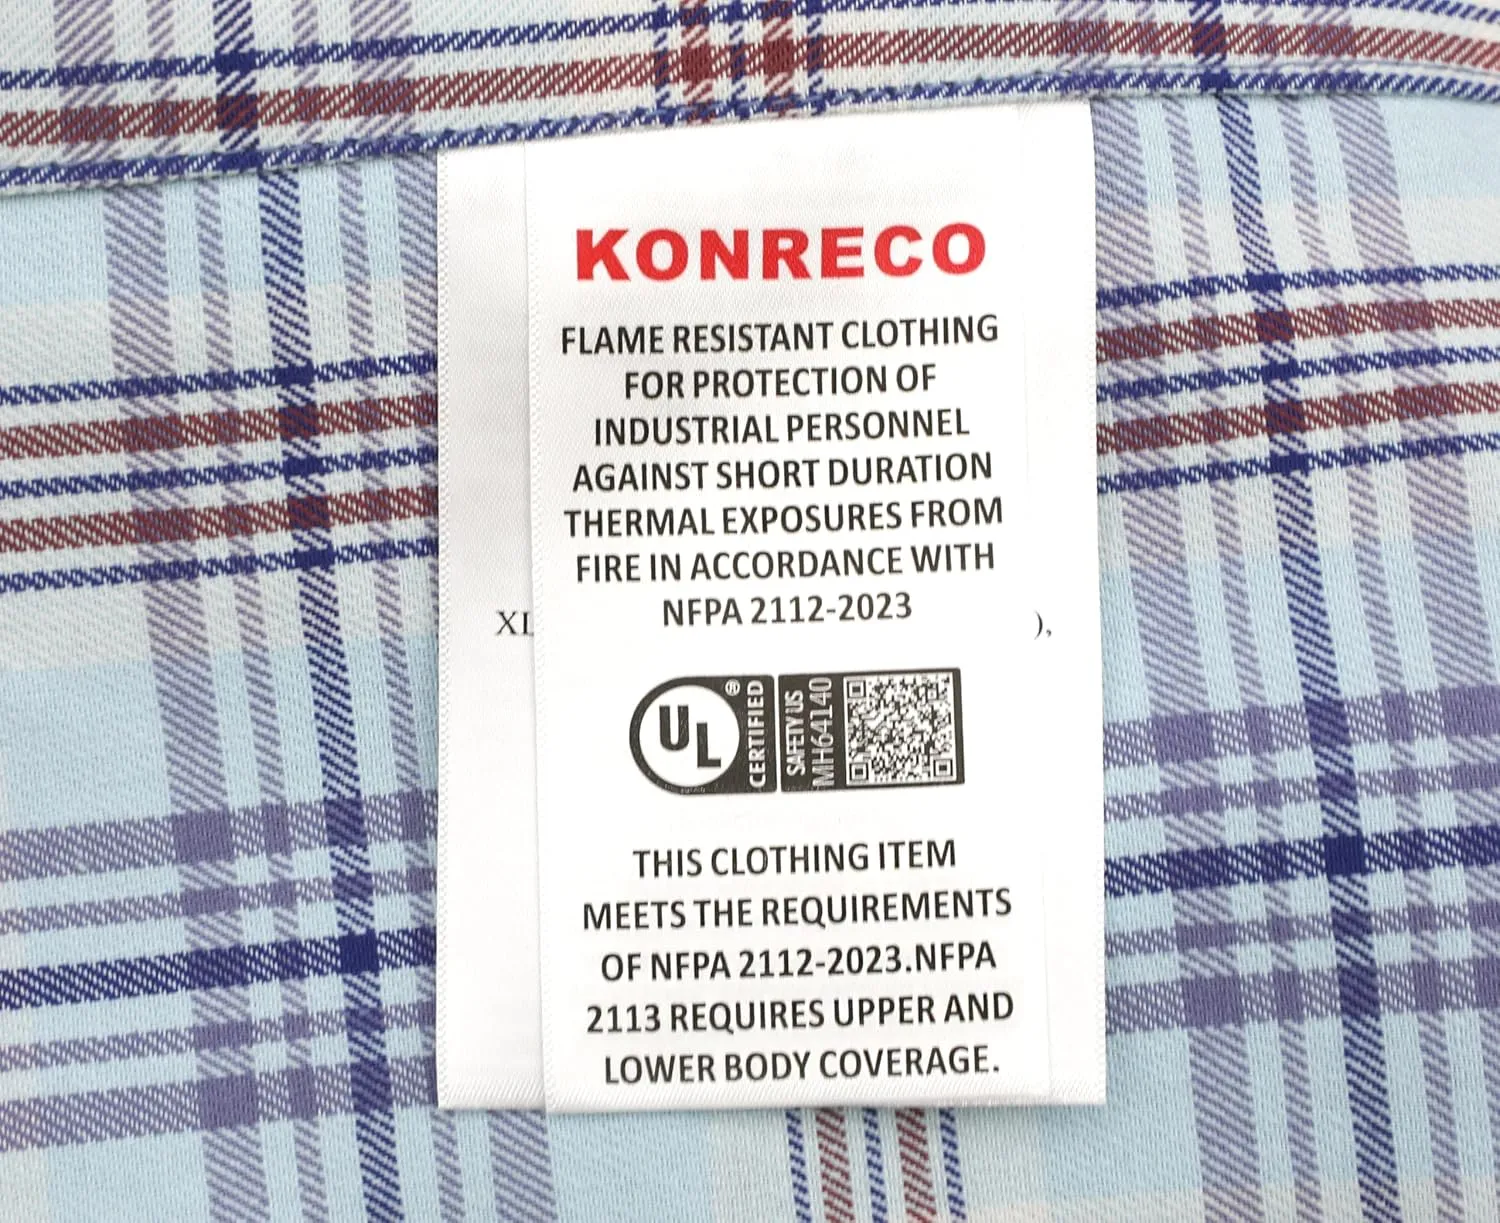 KONRECO
FLAME RESISTANT CLOTHING
FOR PROTECTION OF
INDUSTRIAL PERSONNEL
AGAINST SHORT DURATION
THERMAL EXPOSURES FROM
FIRE IN ACCORDANCE WITH
NFPA 2112-2023
XL
),
UL ®
CERTIFIED
SAFETY US
MH64140
THIS CLOTHING ITEM
MEETS THE REQUIREMENTS
OF NFPA 2112-2023.NFPA
2113 REQUIRES UPPER AND
LOWER BODY COVERAGE.